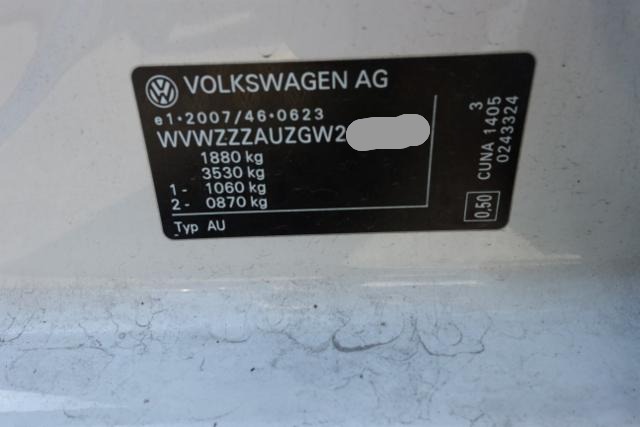 VOLKSWAGEN AG
e1•2007/46•0623
WVWZZZAUZGW2
1880 kg
3530 kg
1- 1060 kg
2- 0870 kg
Typ AU
3
CUNA 1405
0243324
0,50